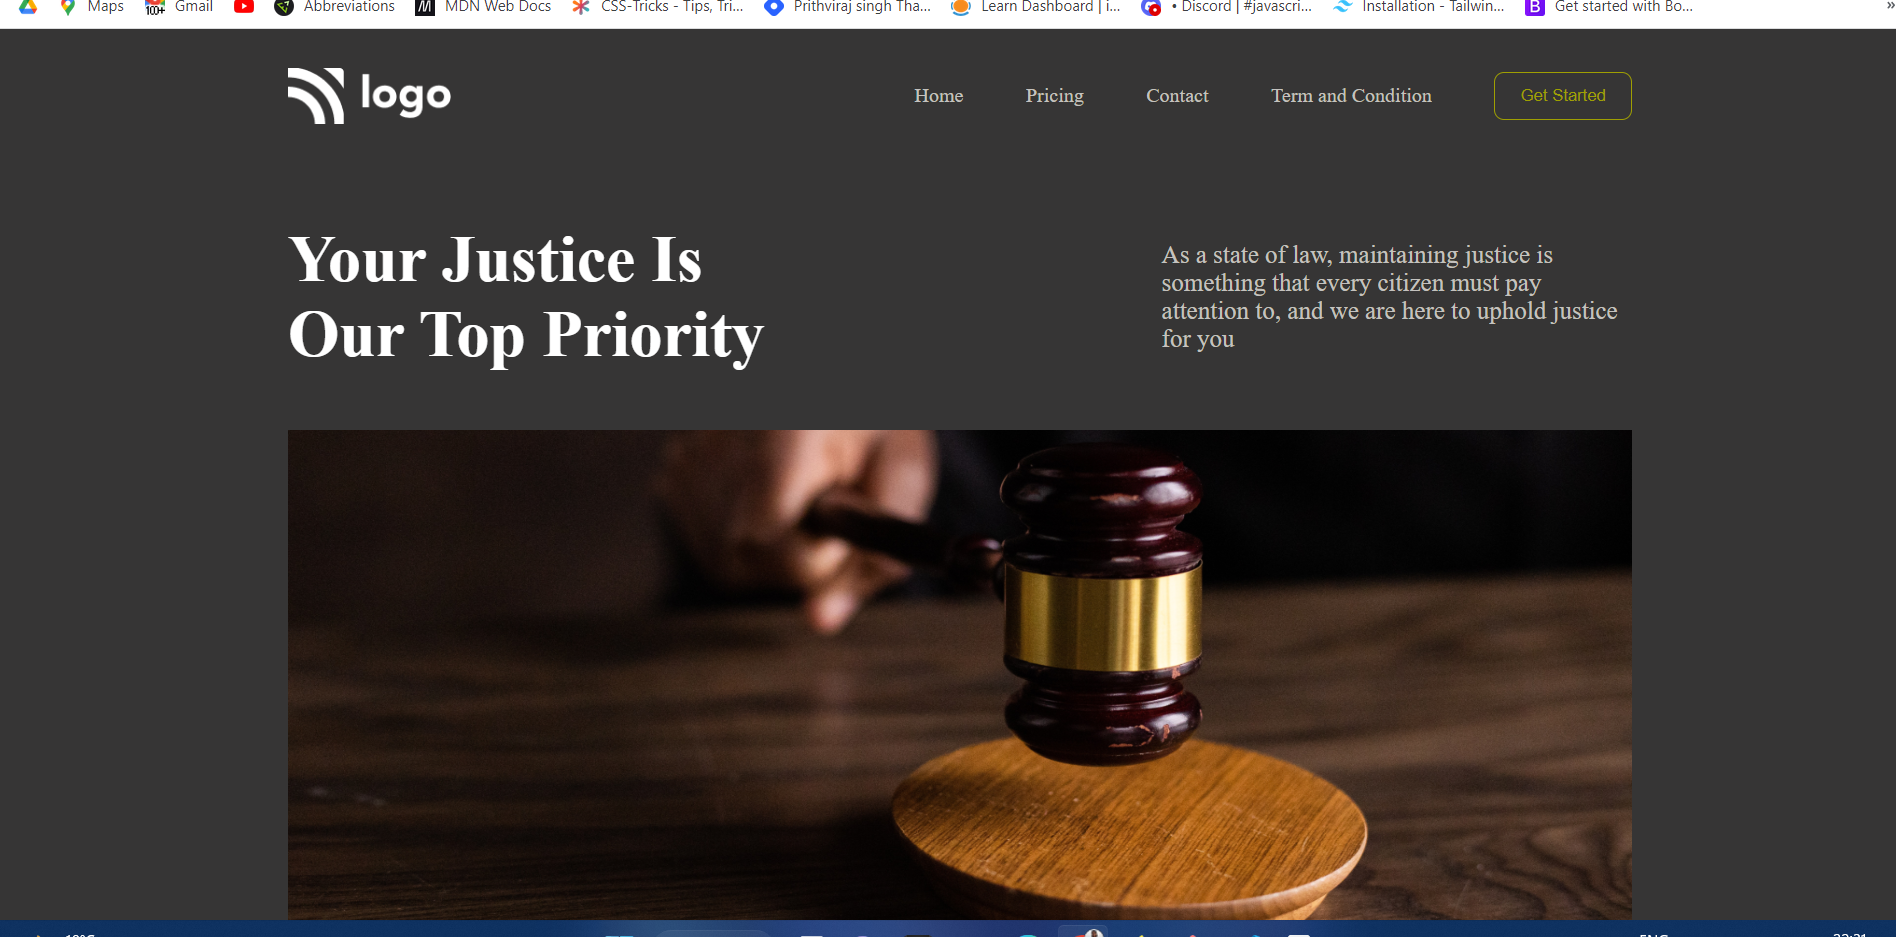 Maps Gmail Abbreviations MDN Web Docs CSS-Tricks - Tips, Tri... Prithviraj singh Tha... Learn Dashboard | i... • Discord | #javascri... Installation - Tailwin... Get started with Bo... »
logo Home Pricing Contact Term and Condition Get Started
Your Justice Is
Our Top Priority
As a state of law, maintaining justice is
something that every citizen must pay
attention to, and we are here to uphold justice
for you